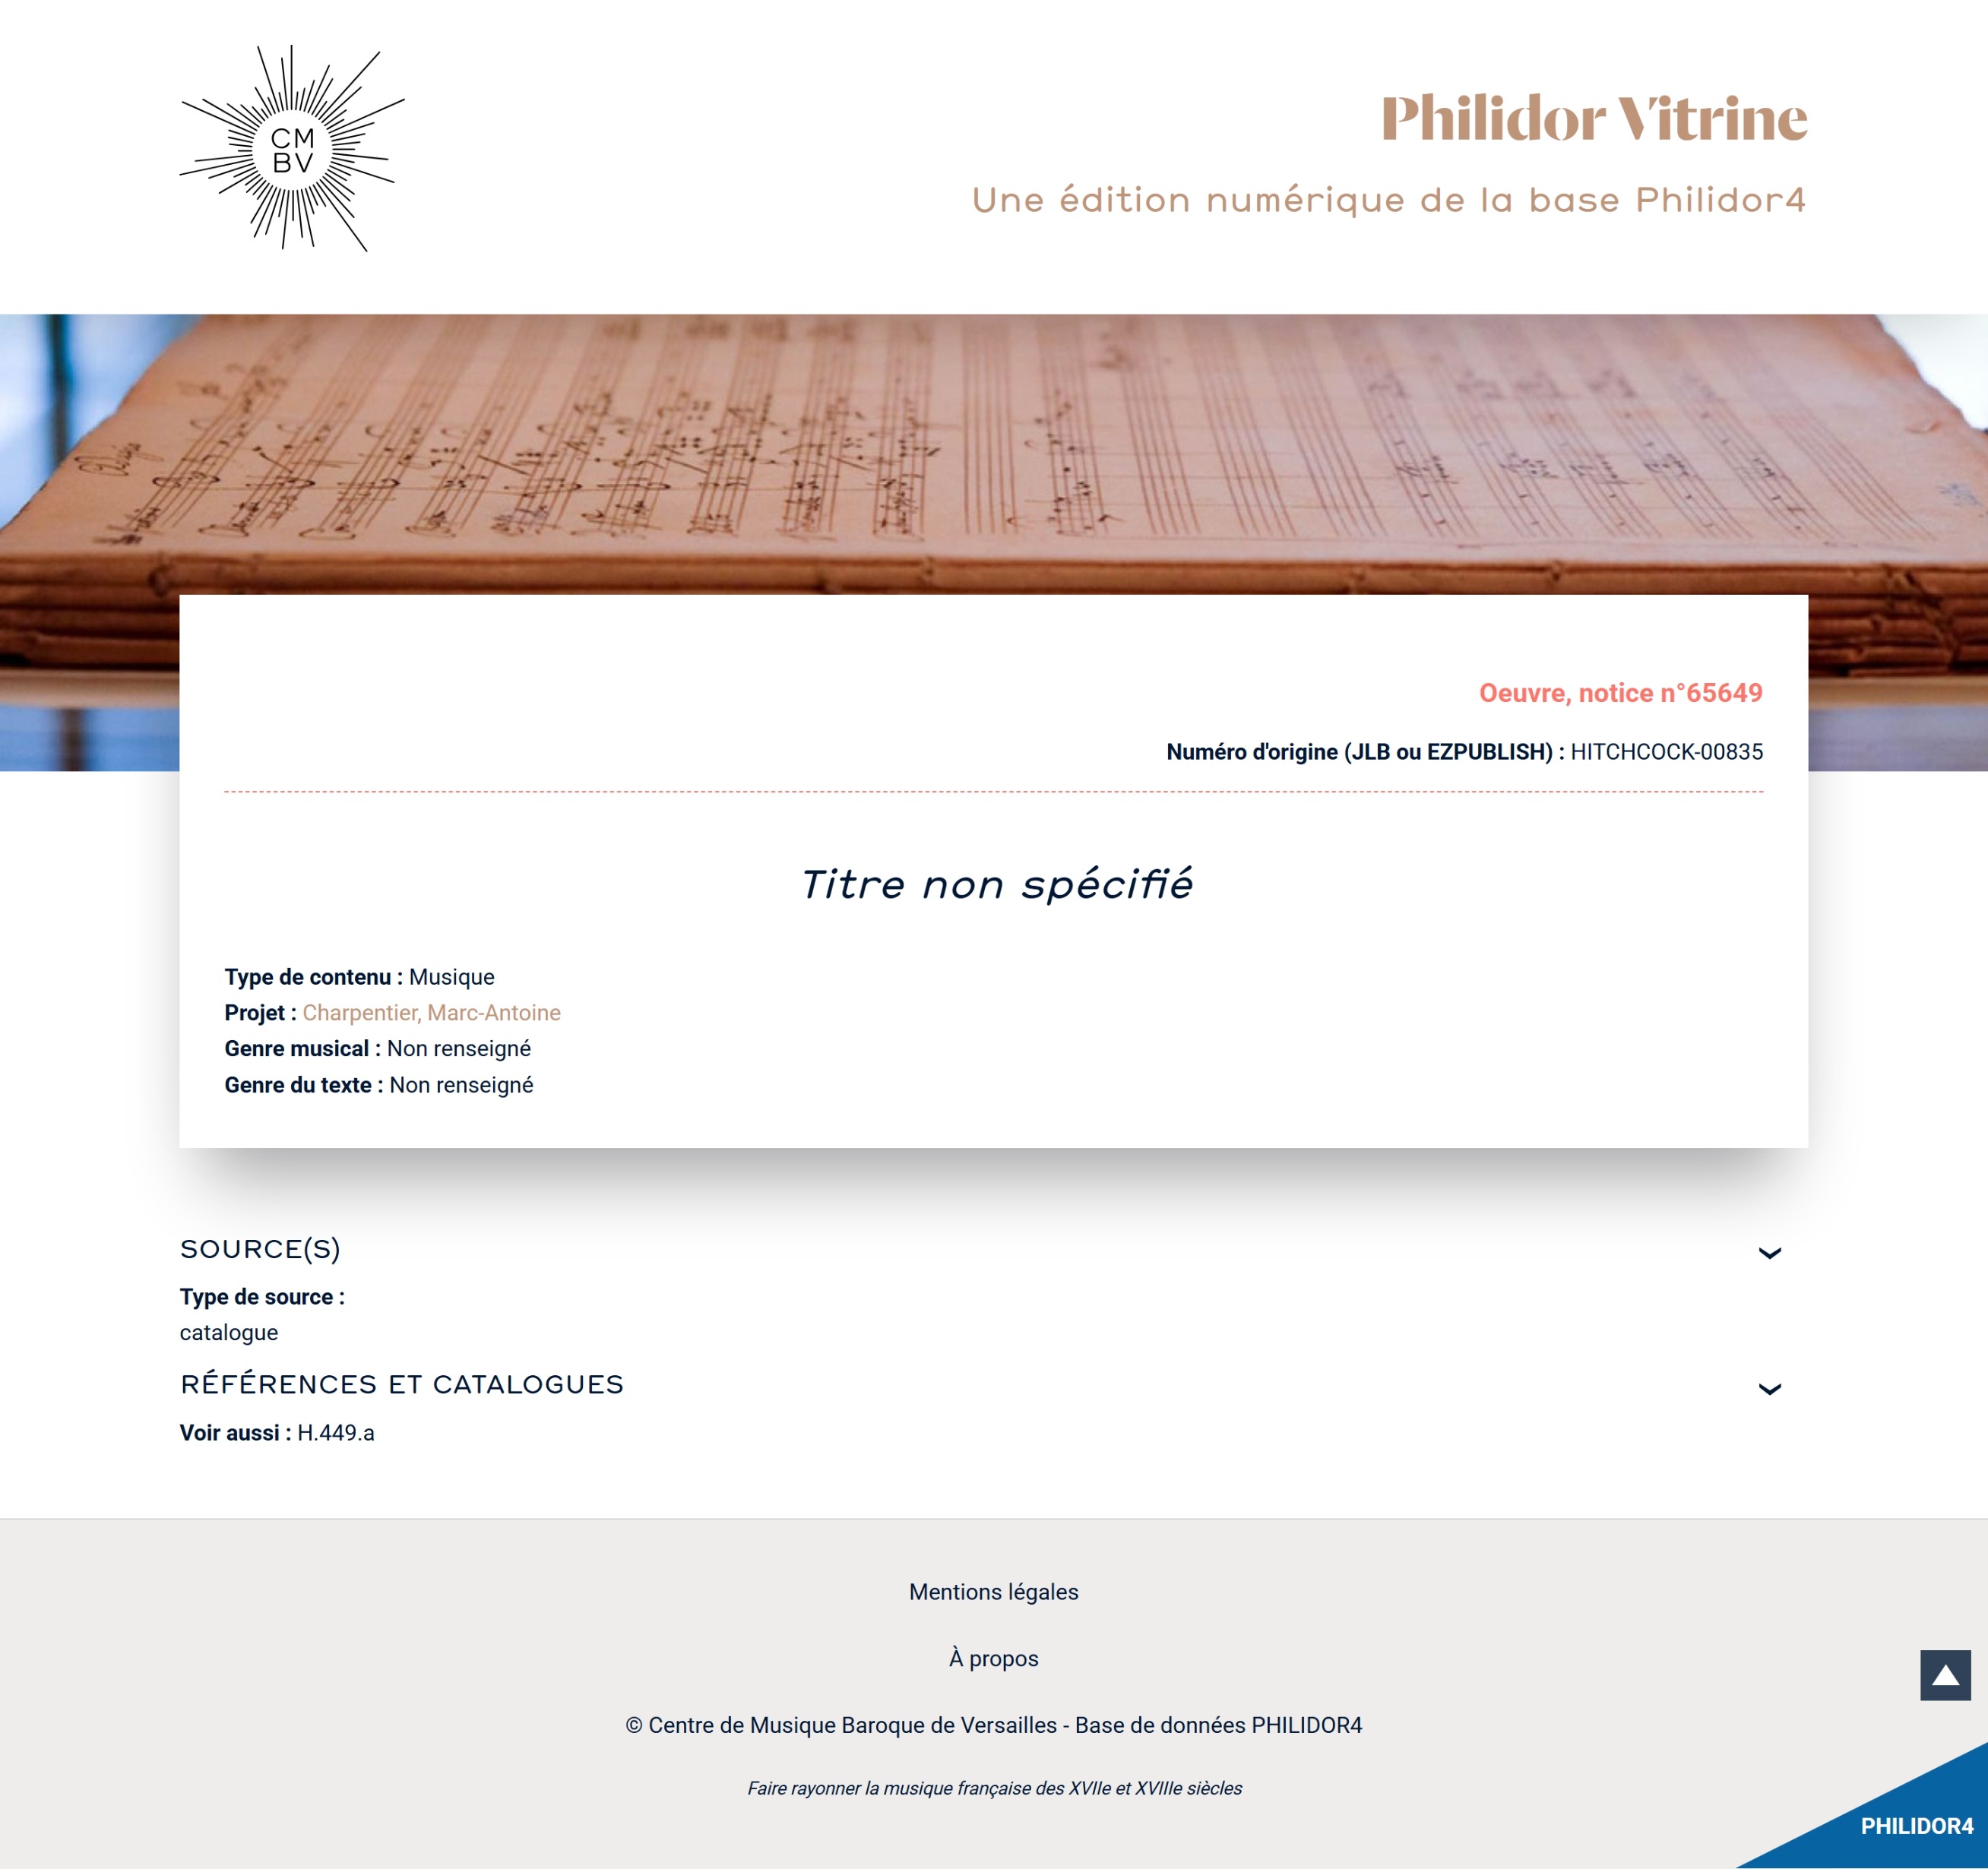 CM
BV
Philidor Vitrine
Une édition numérique de la base Philidor4
Oeuvre, notice n°65649
Numéro d'origine (JLB ou EZPUBLISH) : HITCHCOCK-00835
Titre non spécifié
Type de contenu : Musique
Projet : Charpentier, Marc-Antoine
Genre musical : Non renseigné
Genre du texte : Non renseigné
SOURCE(S)
Type de source :
catalogue
RÉFÉRENCES ET CATALOGUES
Voir aussi : H.449.a
Mentions légales
À propos
© Centre de Musique Baroque de Versailles - Base de données PHILIDOR4
Faire rayonner la musique française des XVIIe et XVIIIe siècles
PHILIDOR4